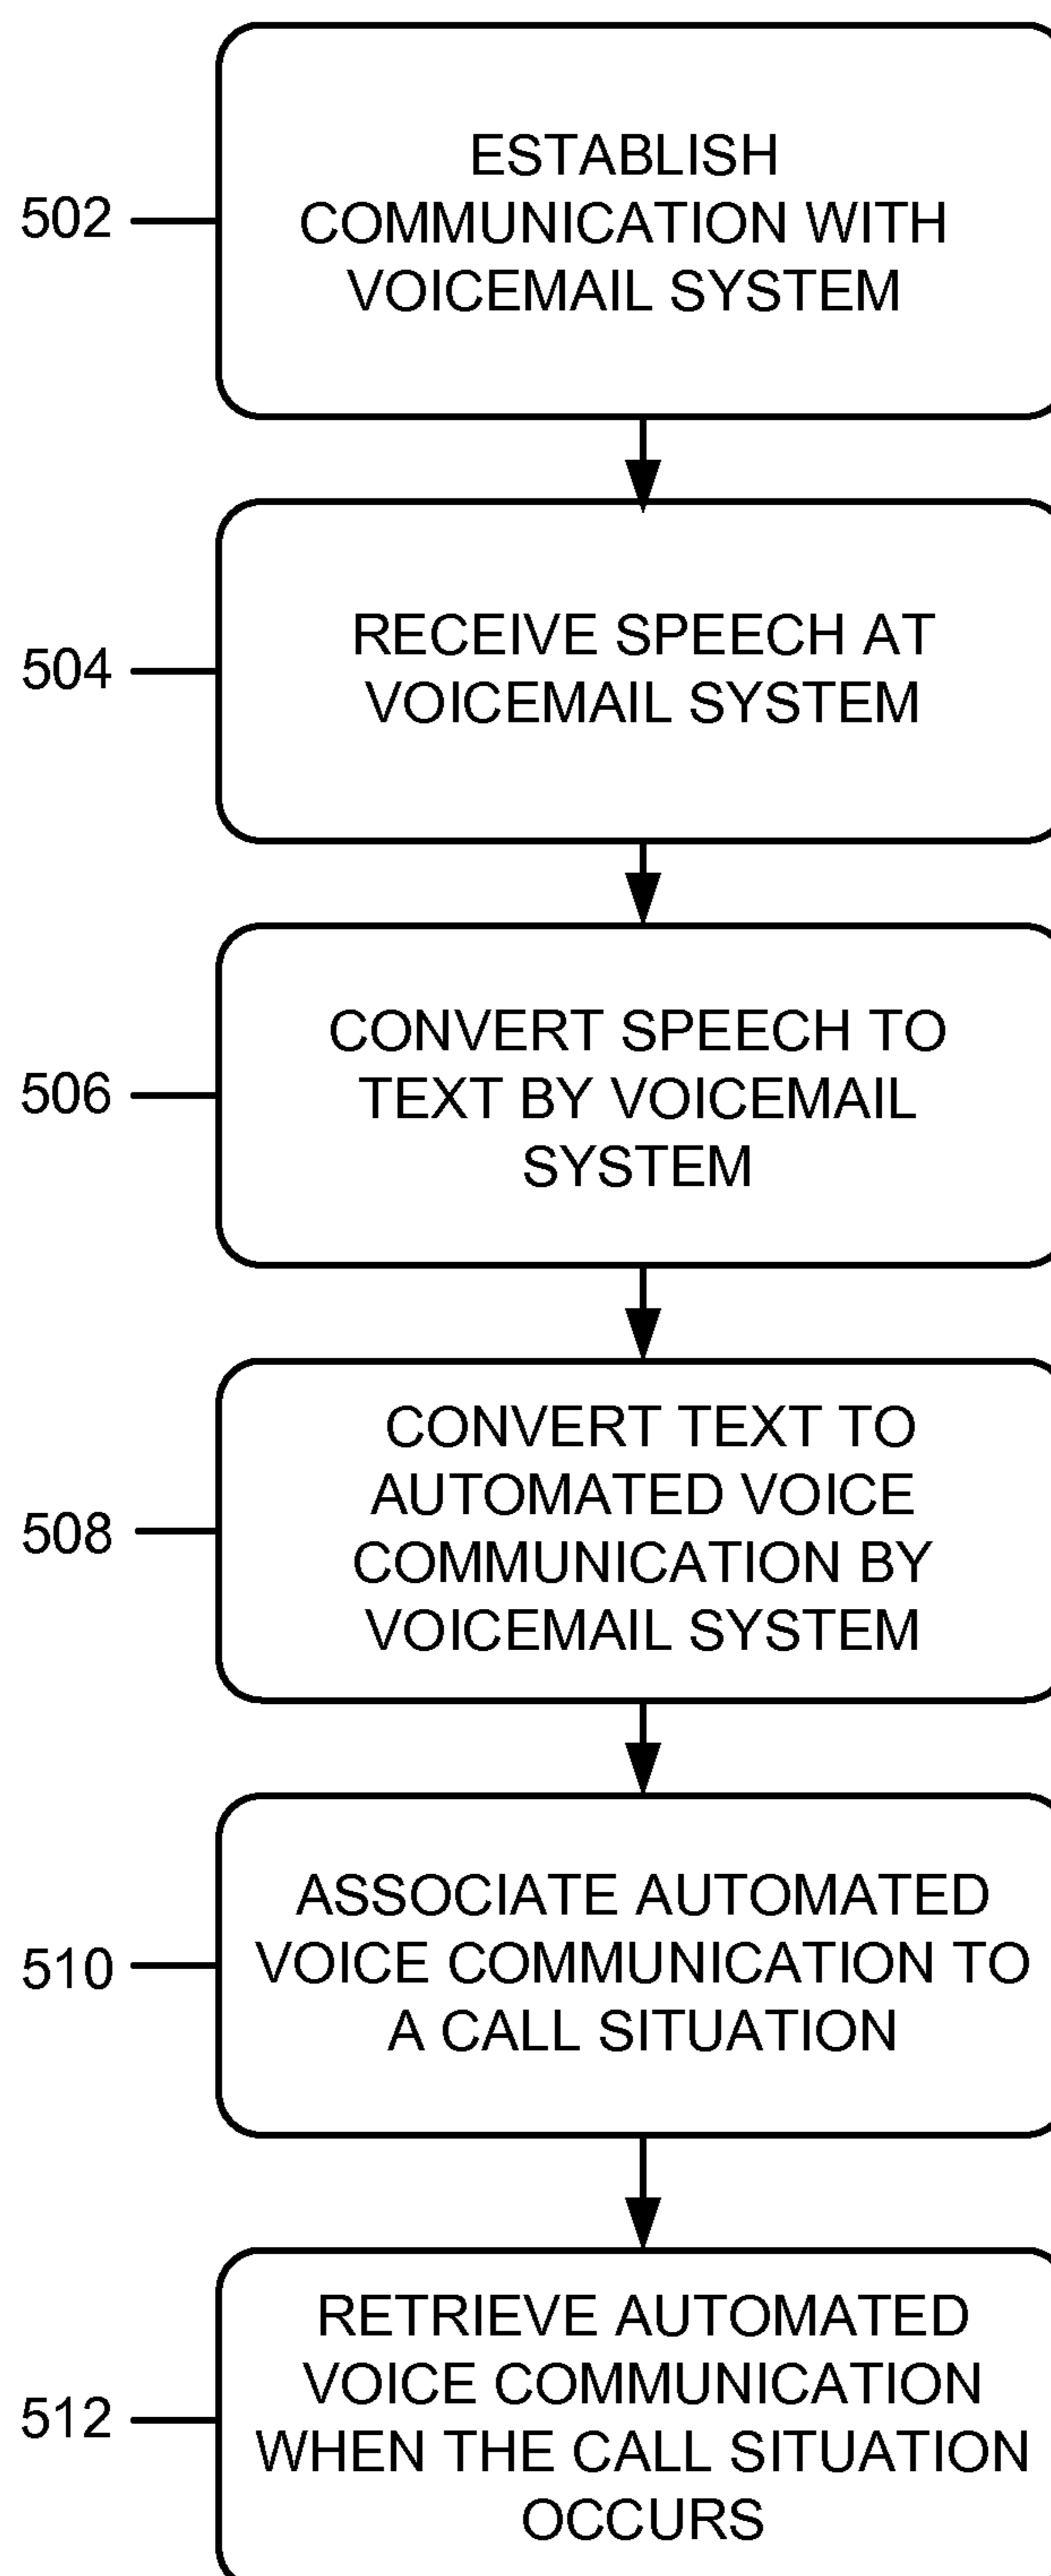 502
ESTABLISH
COMMUNICATION WITH
VOICEMAIL SYSTEM
504
RECEIVE SPEECH AT
VOICEMAIL SYSTEM
506
CONVERT SPEECH TO
TEXT BY VOICEMAIL
SYSTEM
508
CONVERT TEXT TO
AUTOMATED VOICE
COMMUNICATION BY
VOICEMAIL SYSTEM
510
ASSOCIATE AUTOMATED
VOICE COMMUNICATION TO
A CALL SITUATION
512
RETRIEVE AUTOMATED
VOICE COMMUNICATION
WHEN THE CALL SITUATION
OCCURS